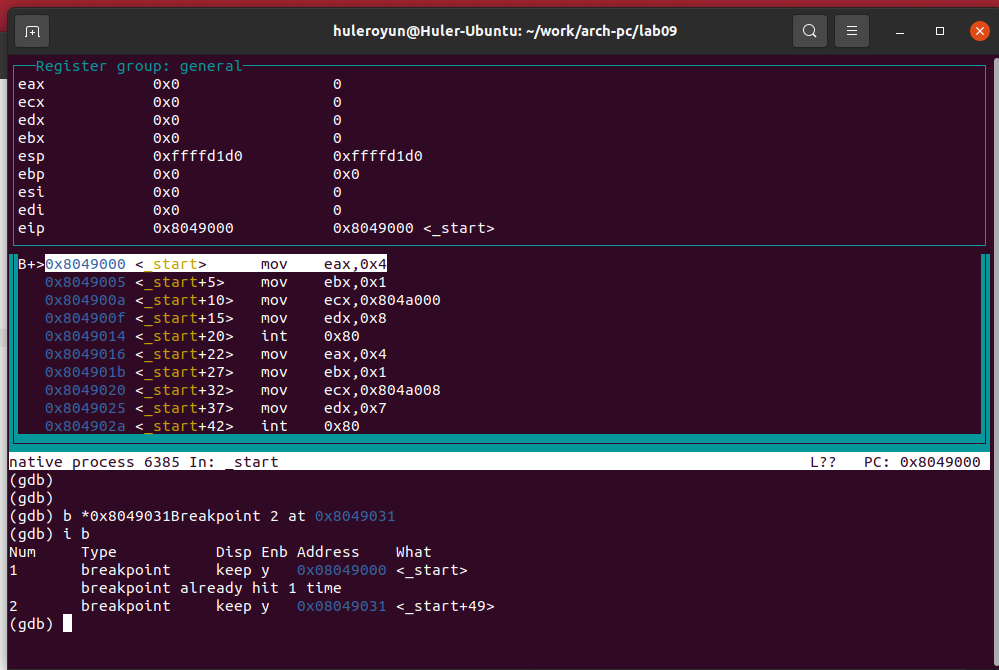 huleroyun@Huler-Ubuntu: ~/work/arch-pc/lab09
Register group: general
eax            0x0                 0
ecx            0x0                 0
edx            0x0                 0
ebx            0x0                 0
esp            0xffffd1d0          0xffffd1d0
ebp            0x0                 0x0
esi            0x0                 0
edi            0x0                 0
eip            0x8049000           0x8049000 <_start>
B+>0x8049000 <_start>      mov    eax,0x4
0x8049005 <_start+5>    mov    ebx,0x1
0x804900a <_start+10>   mov    ecx,0x804a000
0x804900f <_start+15>   mov    edx,0x8
0x8049014 <_start+20>   int    0x80
0x8049016 <_start+22>   mov    eax,0x4
0x804901b <_start+27>   mov    ebx,0x1
0x8049020 <_start+32>   mov    ecx,0x804a008
0x8049025 <_start+37>   mov    edx,0x7
0x804902a <_start+42>   int    0x80
native process 6385 In: _start                    L??   PC: 0x8049000
(gdb)
(gdb)
(gdb) b *0x8049031Breakpoint 2 at 0x8049031
(gdb) i b
Num     Type           Disp Enb Address    What
1       breakpoint     keep y   0x08049000 <_start>
breakpoint already hit 1 time
2       breakpoint     keep y   0x08049031 <_start+49>
(gdb)